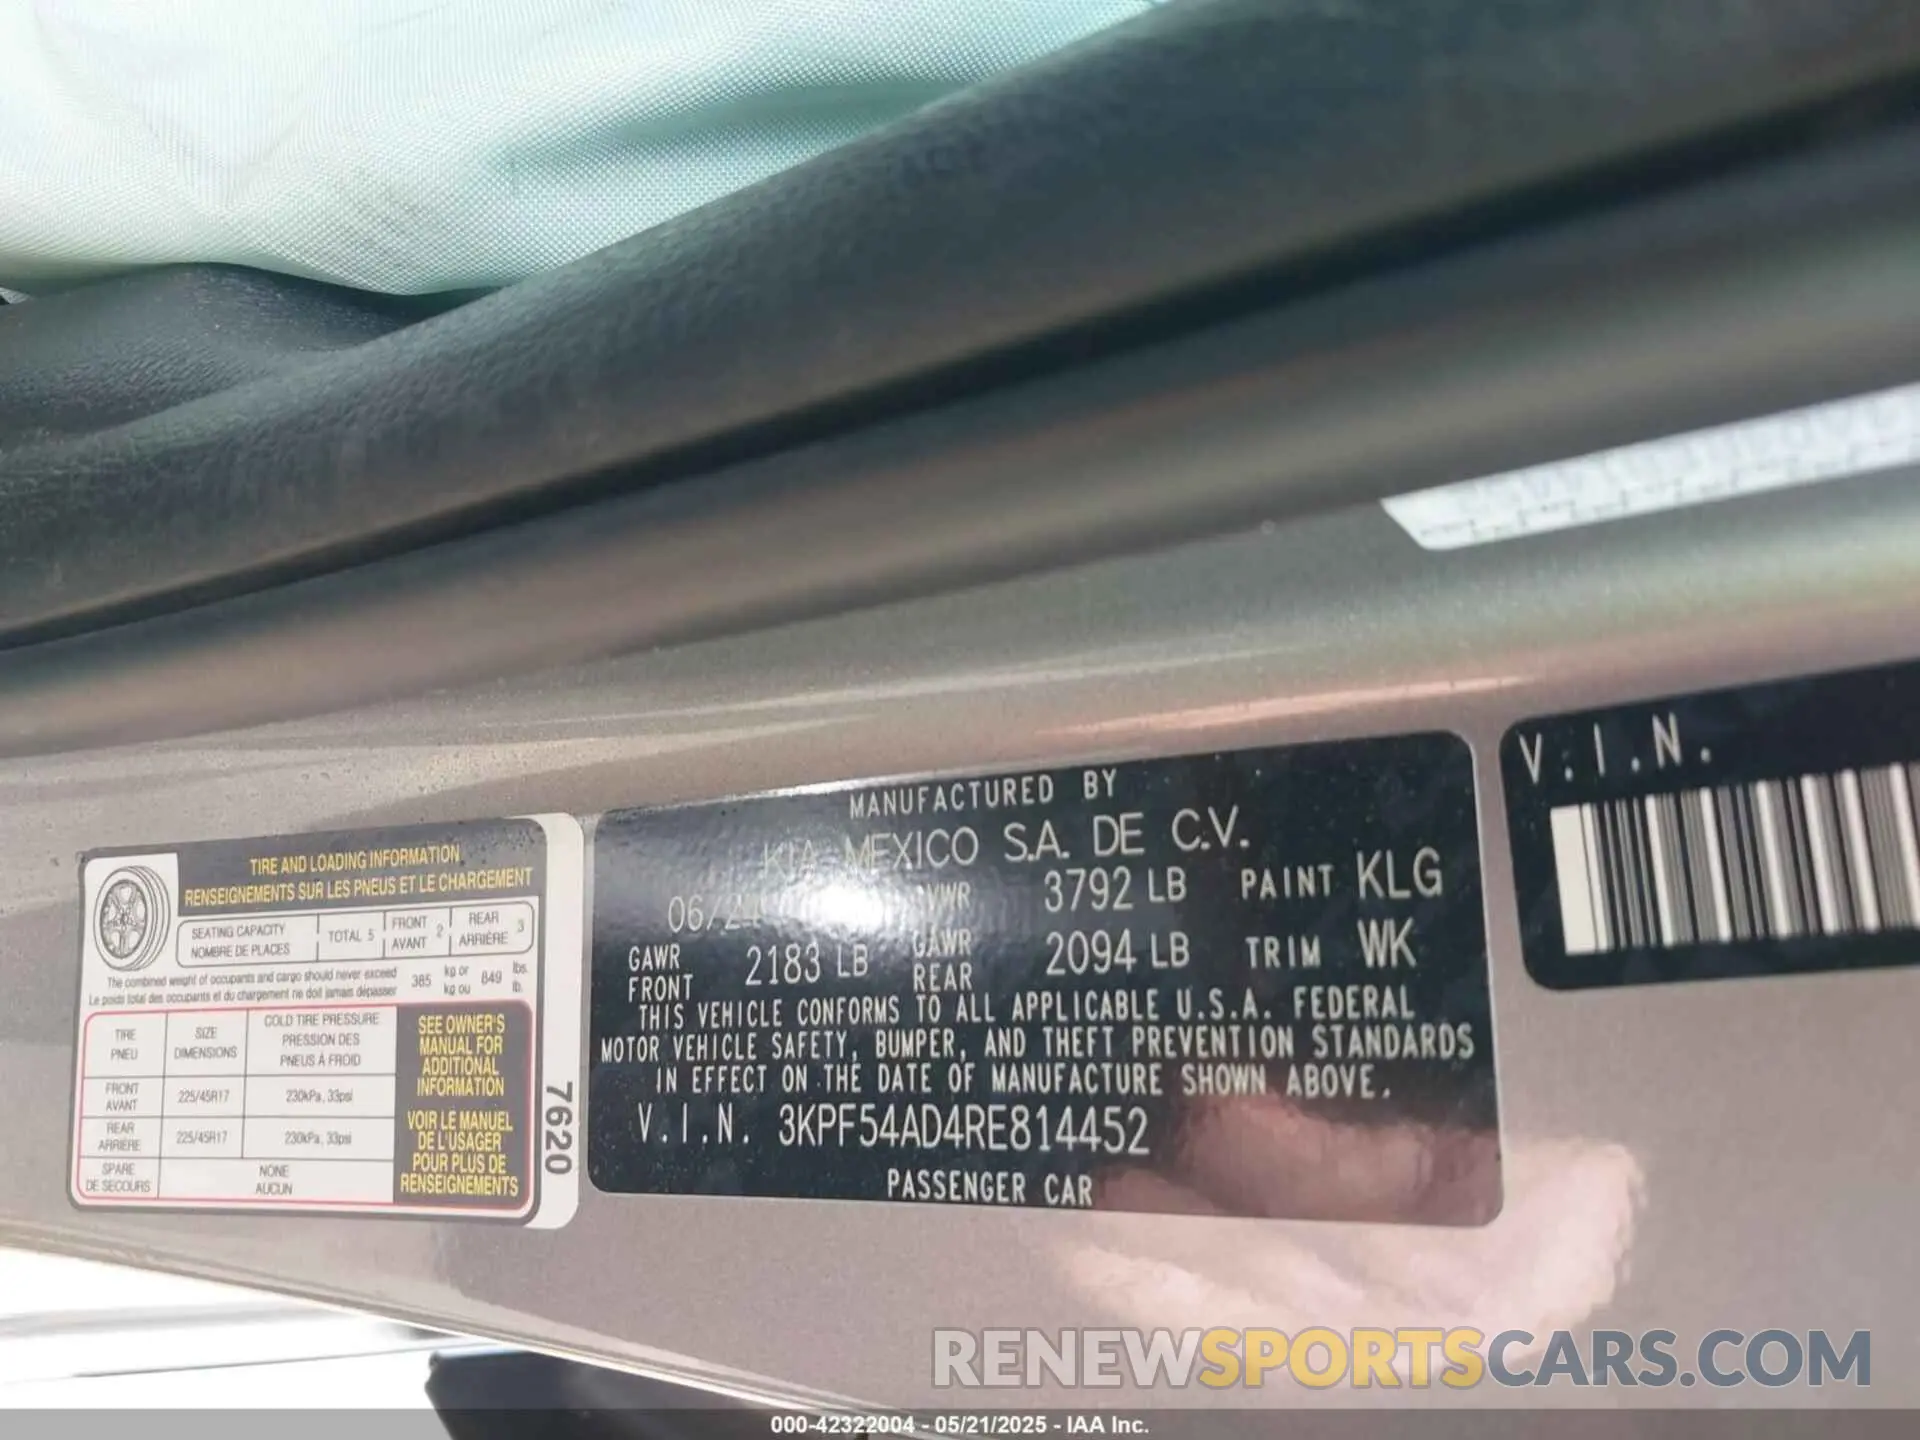 TIRE AND LOADING INFORMATION
RENSEIGNEMENTS SUR LES PNEUS ET LE CHARGEMENT
SEATING CAPACITY
NOMBRE DE PLACES
TOTAL 5
FRONT
AVANT
2
REAR
ARRIÈRE
3
The combined weight of occupants and cargo should never exceed
Le poids total des occupants et du chargement ne doit jamais dépasser
385
kg or
kg ou
849
lbs.
lb.
TIRE
PNEU
SIZE
DIMENSIONS
COLD TIRE PRESSURE
PRESSION DES
PNEUS À FROID
FRONT
AVANT
225/45R17
230kPa, 33psi
REAR
ARRIÈRE
225/45R17
230kPa, 33psi
SPARE
DE SECOURS
NONE
AUCUN
SEE OWNER'S
MANUAL FOR
ADDITIONAL
INFORMATION
VOIR LE MANUEL
DE L'USAGER
POUR PLUS DE
RENSEIGNEMENTS
7620
MANUFACTURED BY
KIA MEXICO S.A. DE C.V.
3792 LB PAINT KLG
GAWR
FRONT
2183 LB
GAWR
REAR
2094 LB TRIM WK
THIS VEHICLE CONFORMS TO ALL APPLICABLE U.S.A. FEDERAL
MOTOR VEHICLE SAFETY, BUMPER, AND THEFT PREVENTION STANDARDS
IN EFFECT ON THE DATE OF MANUFACTURE SHOWN ABOVE.
V.I.N. 3KPF54AD4RE814452
PASSENGER CAR
V.I.N.
RENEWSPORTSCARS.COM
000-42322004 - 05/21/2025 - IAA Inc.